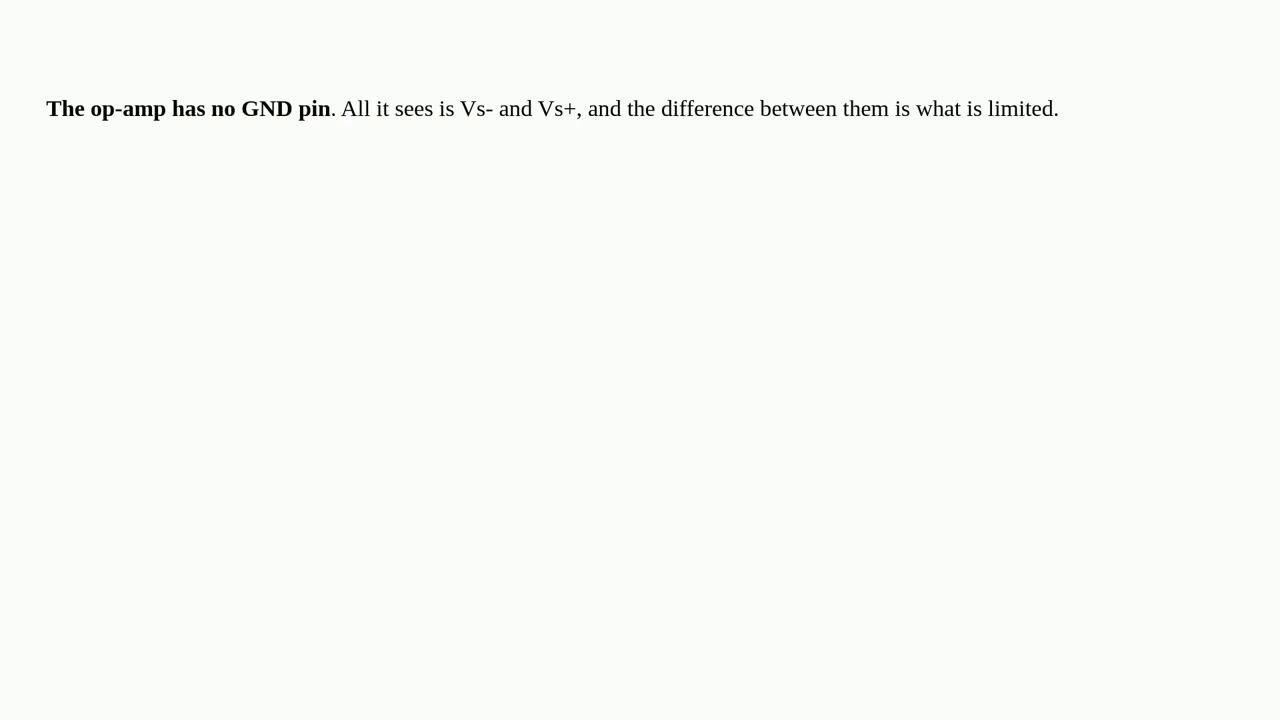 The op-amp has no GND pin. All it sees is Vs- and Vs+, and the difference between them is what is limited.